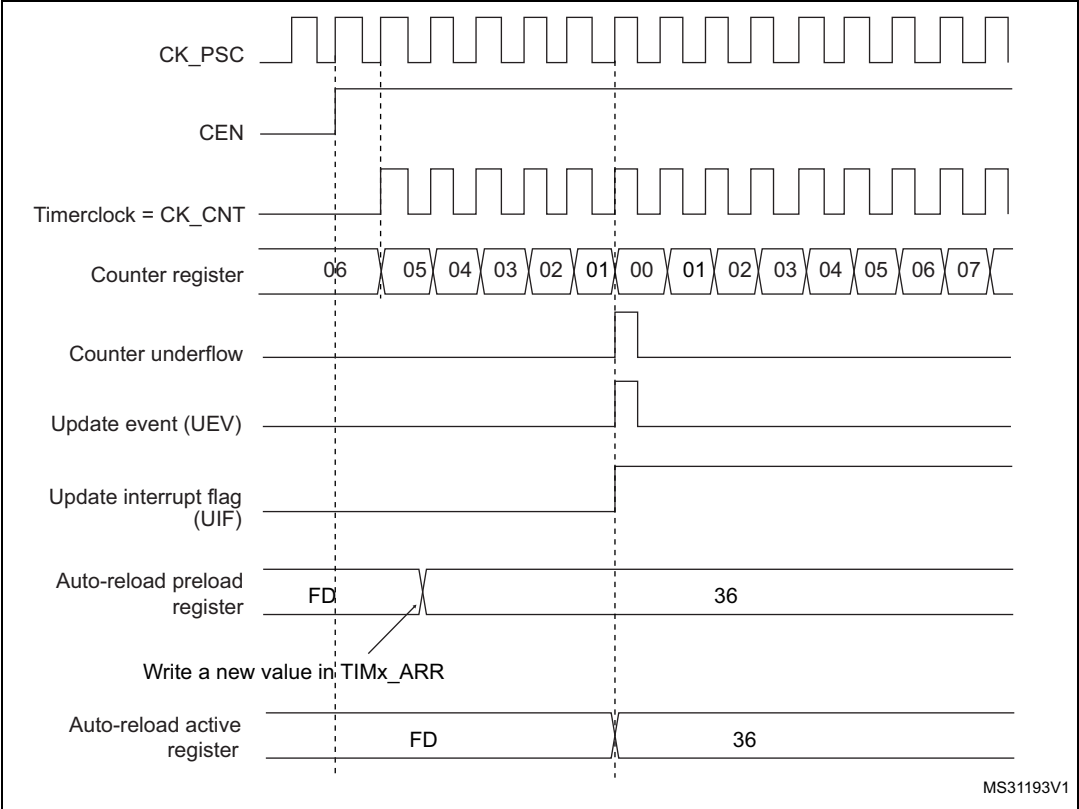 CK_PSC
CEN
Timerclock = CK_CNT
Counter register 06 05 04 03 02 01 00 01 02 03 04 05 06 07
Counter underflow
Update event (UEV)
Update interrupt flag
(UIF)
Auto-reload preload
register
FD 36
Write a new value in TIMx_ARR
Auto-reload active
register
FD 36
MS31193V1